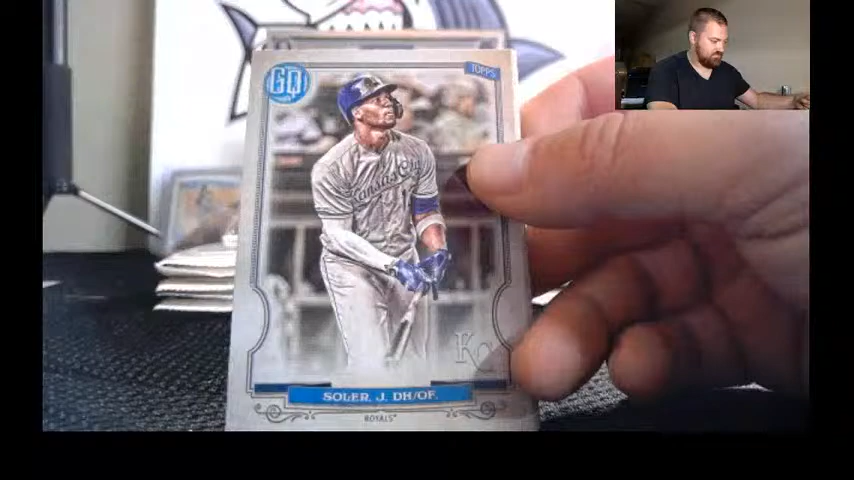 GQ
TOPPS
Kansas City
KC
SOLER, J. DH/OF.
ROYALS